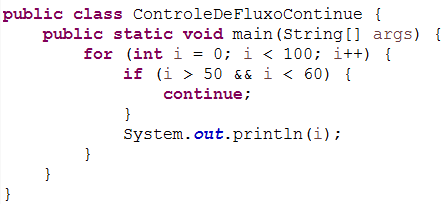 public class ControleDeFluxoContinue {
    public static void main(String[] args) {
        for (int i = 0; i < 100; i++) {
            if (i > 50 && i < 60) {
                continue;
            }
            System.out.println(i);
        }
    }
}